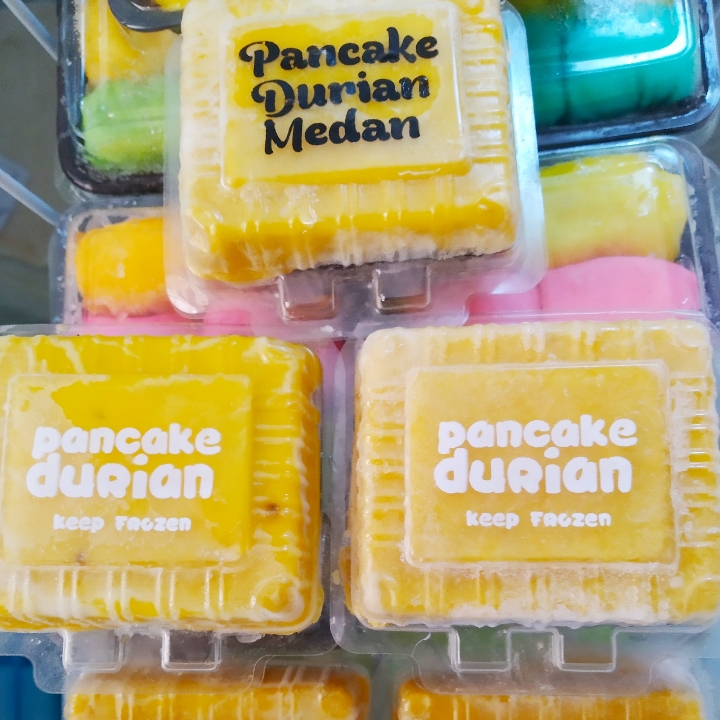 Pancake
Durian
Medan
pancake
duRian
keep FROZEN
pancake
duRian
keep FROZEN